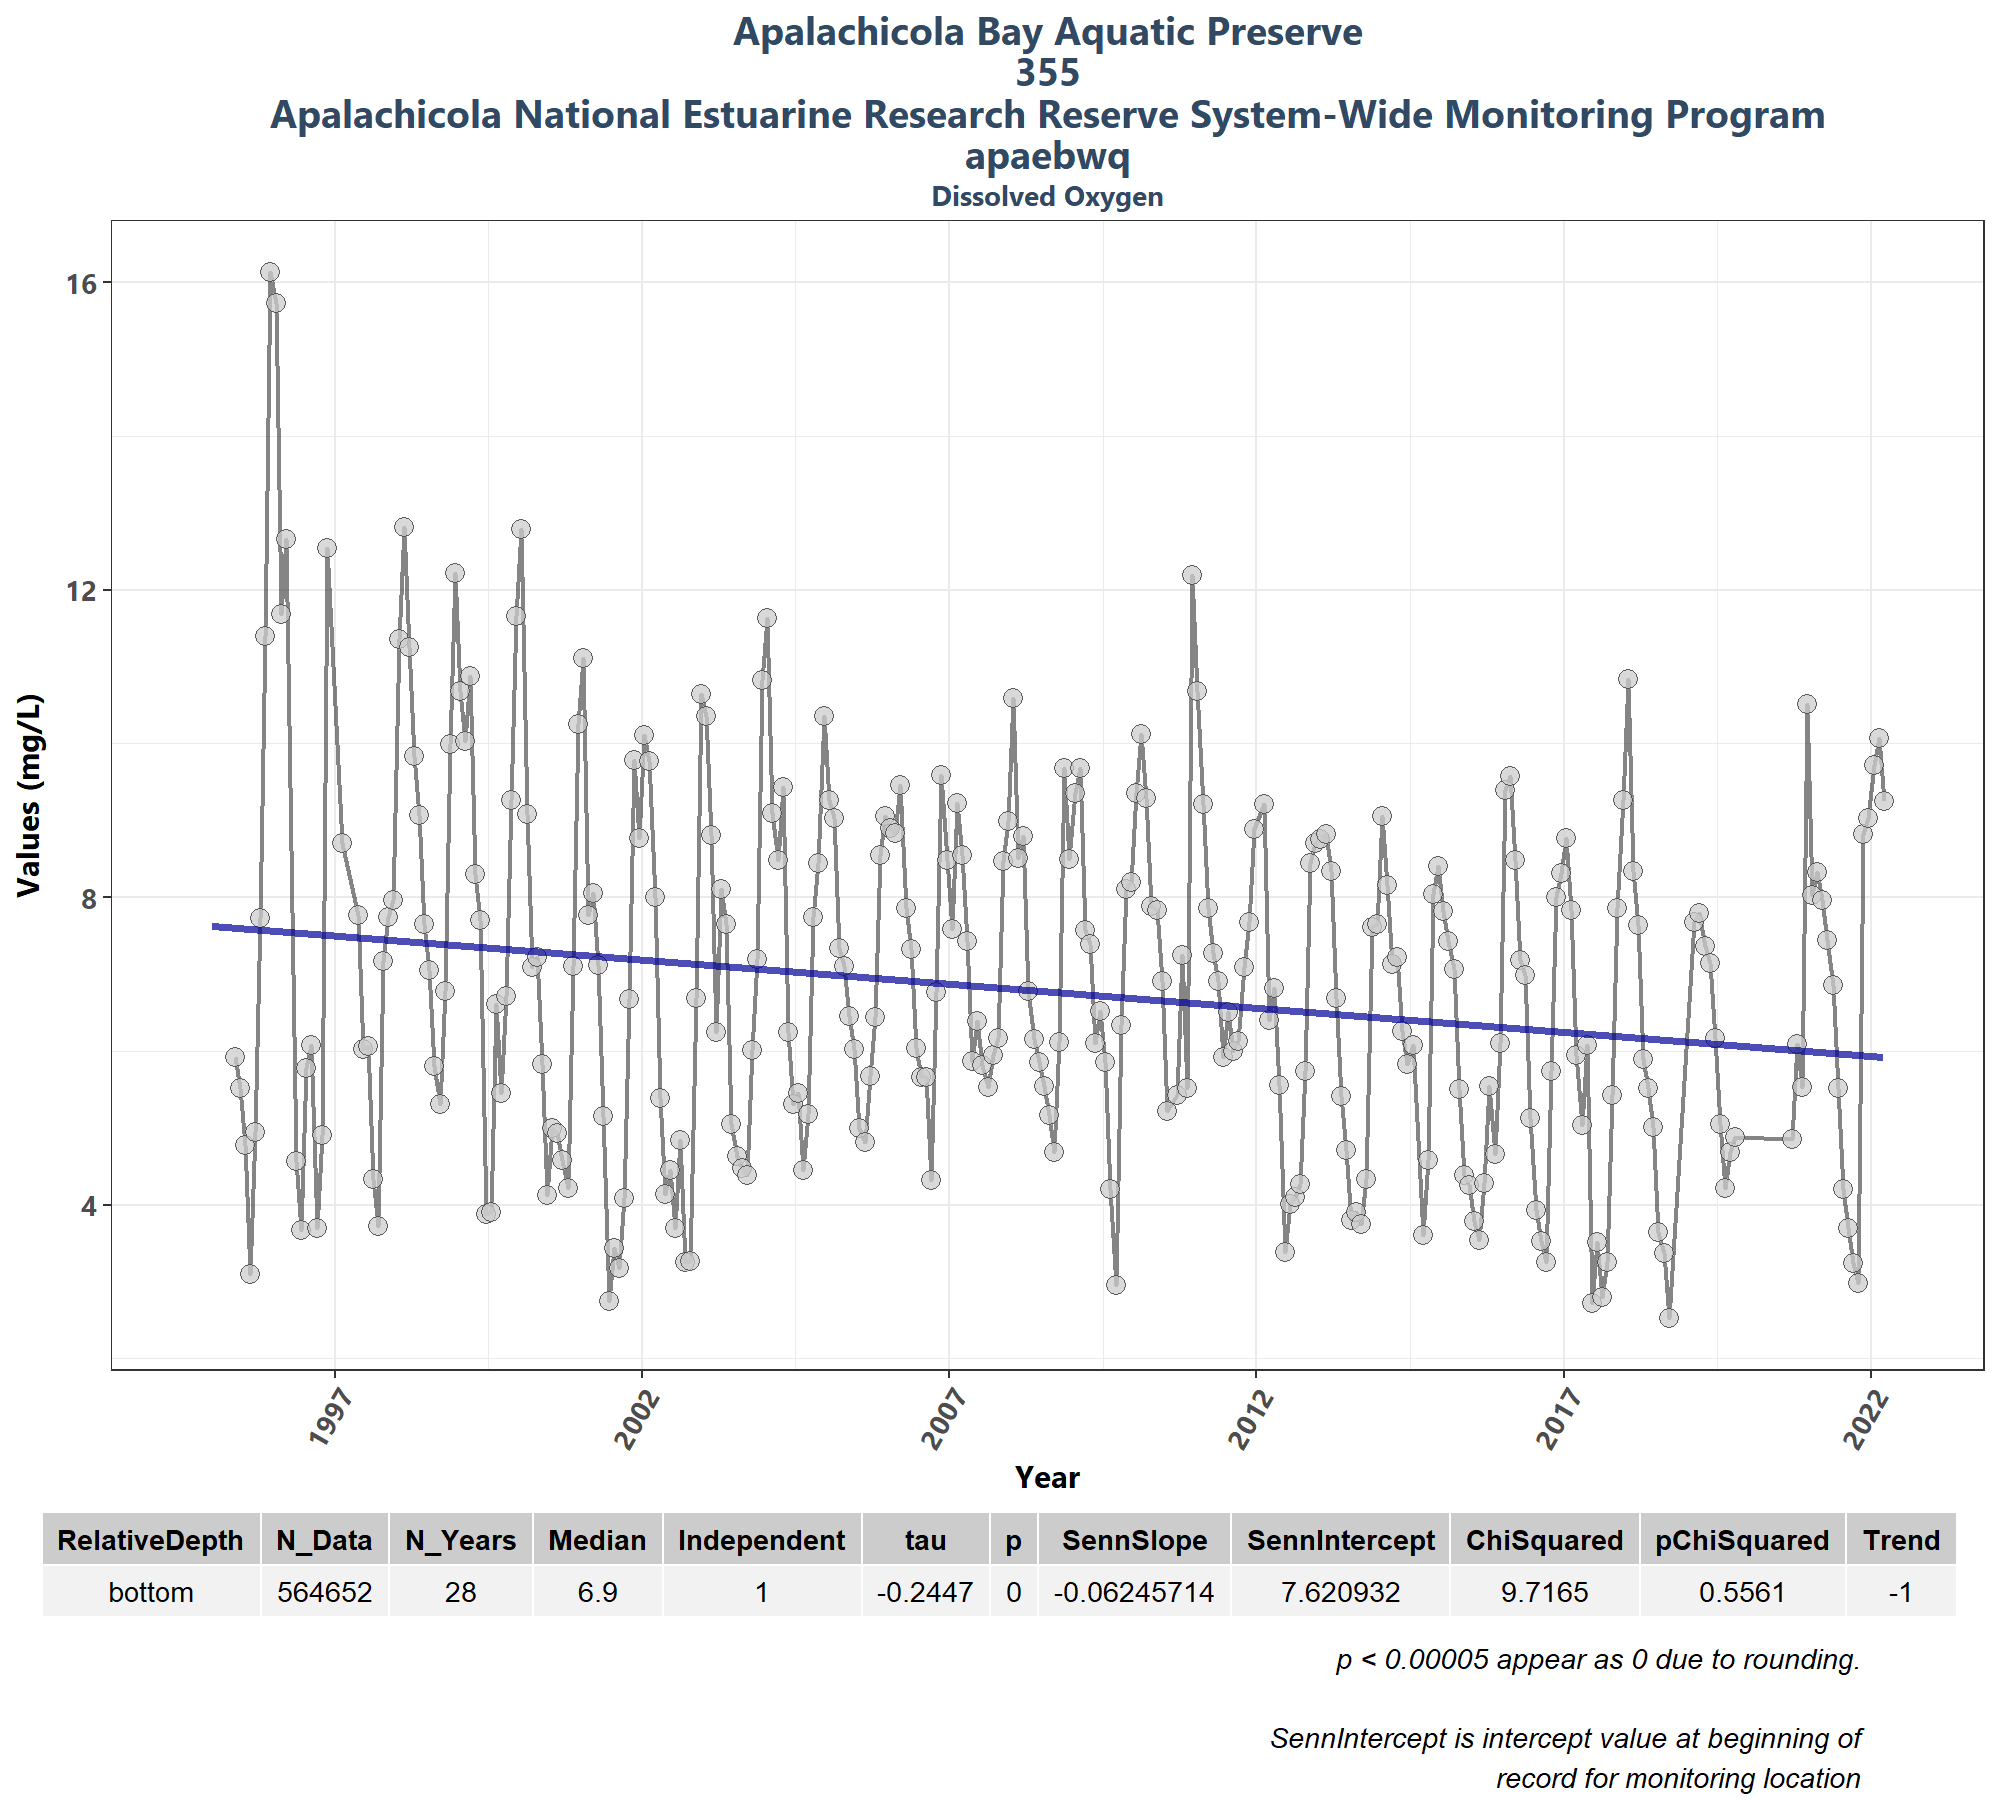 Apalachicola Bay Aquatic Preserve
355
Apalachicola National Estuarine Research Reserve System-Wide Monitoring Program
apaebwq
Dissolved Oxygen
Values (mg/L)
16
12
8
4
1997 2002 2007 2012 2017 2022
Year
RelativeDepth N_Data N_Years Median Independent tau p SennSlope SennIntercept ChiSquared pChiSquared Trend
bottom 564652 28 6.9 1 -0.2447 0 -0.06245714 7.620932 9.7165 0.5561 -1
p < 0.00005 appear as 0 due to rounding.
SennIntercept is intercept value at beginning of
record for monitoring location